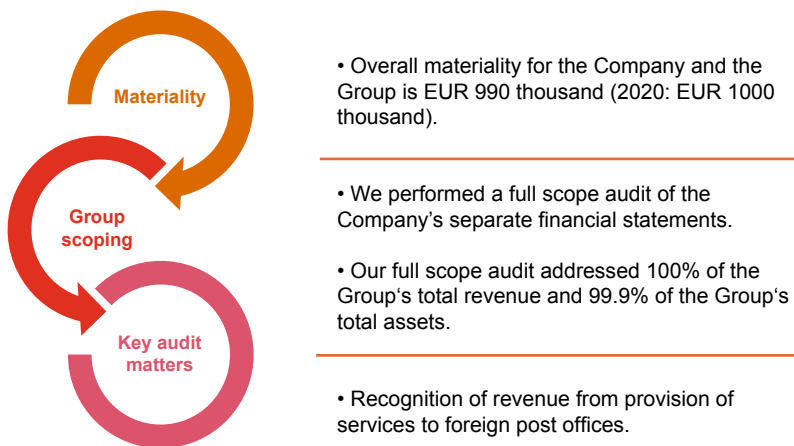 Materiality
• Overall materiality for the Company and the
Group is EUR 990 thousand (2020: EUR 1000
thousand).
Group
scoping
• We performed a full scope audit of the
Company’s separate financial statements.
• Our full scope audit addressed 100% of the
Group‘s total revenue and 99.9% of the Group‘s
total assets.
Key audit
matters
• Recognition of revenue from provision of
services to foreign post offices.